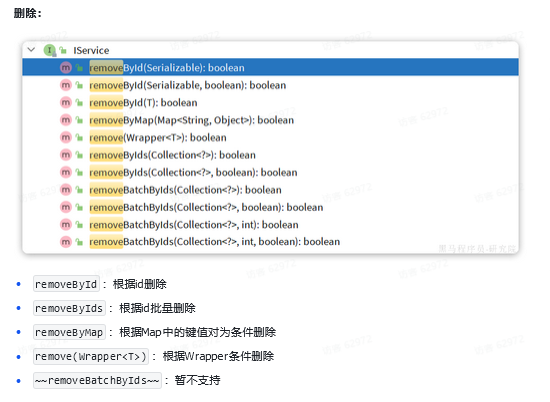 删除：
IService
removeById(Serializable): boolean
removeById(Serializable, boolean): boolean
removeById(T): boolean
removeByMap(Map<String, Object>): boolean
remove(Wrapper<T>): boolean
removeByIds(Collection<?>): boolean
removeByIds(Collection<?>, boolean): boolean
removeBatchByIds(Collection<?>): boolean
removeBatchByIds(Collection<?>, boolean): boolean
removeBatchByIds(Collection<?>, int): boolean
removeBatchByIds(Collection<?>, int, boolean): boolean
黑马程序员-研究院
• removeById：根据id删除
• removeByIds：根据id批量删除
• removeByMap：根据Map中的键值对为条件删除
• remove(Wrapper<T>)：根据Wrapper条件删除
• ~~removeBatchByIds~~：暂不支持